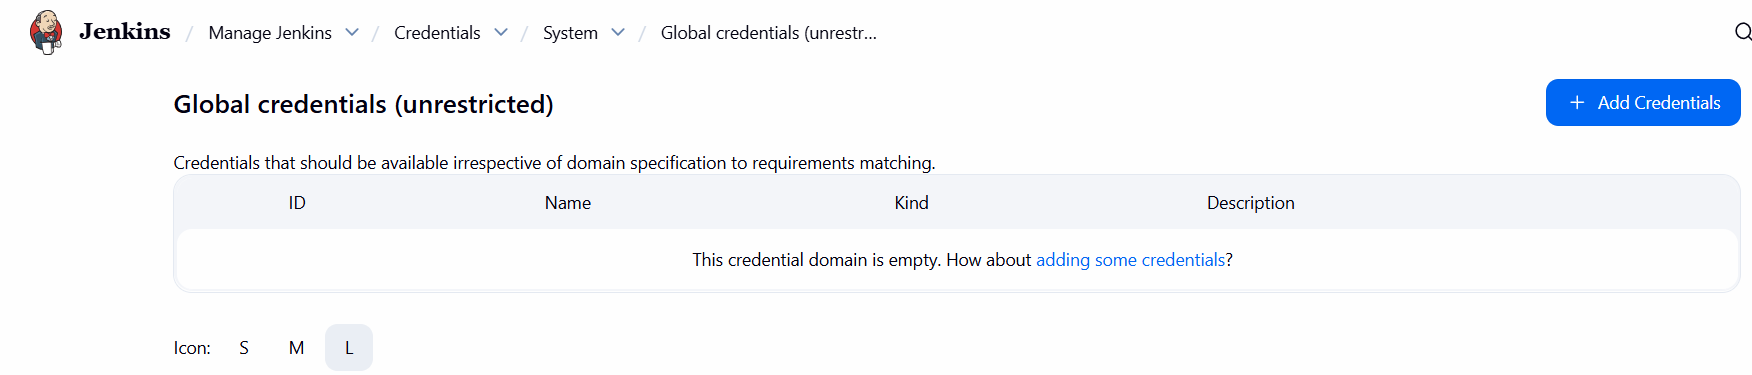 Jenkins / Manage Jenkins / Credentials / System / Global credentials (unrestr...
Global credentials (unrestricted)
+ Add Credentials
Credentials that should be available irrespective of domain specification to requirements matching.
ID Name Kind Description
This credential domain is empty. How about adding some credentials?
Icon: S M L